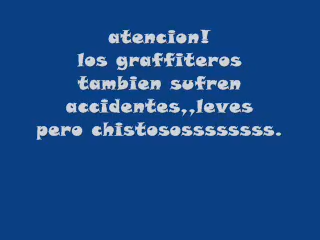 atencion!
los graffiteros
tambien sufren
accidentes,,leves
pero chistosossssssss.